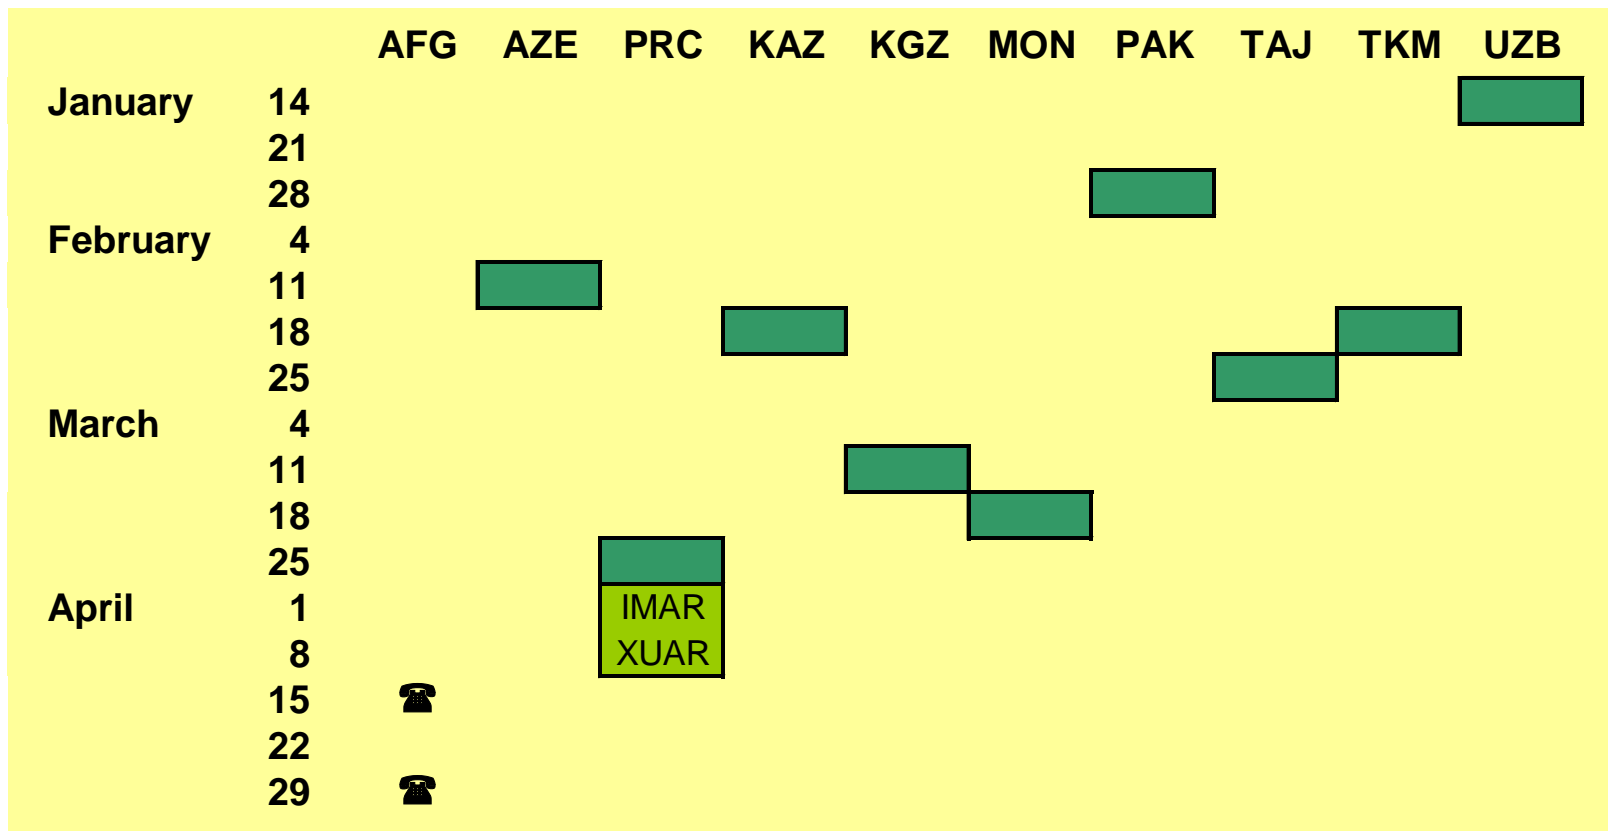 AFG AZE PRC KAZ KGZ MON PAK TAJ TKM UZB
January 14
21
28
February 4
11
18
25
March 4
11
18
25
April 1 IMAR
8 XUAR
15 ☎
22
29 ☎